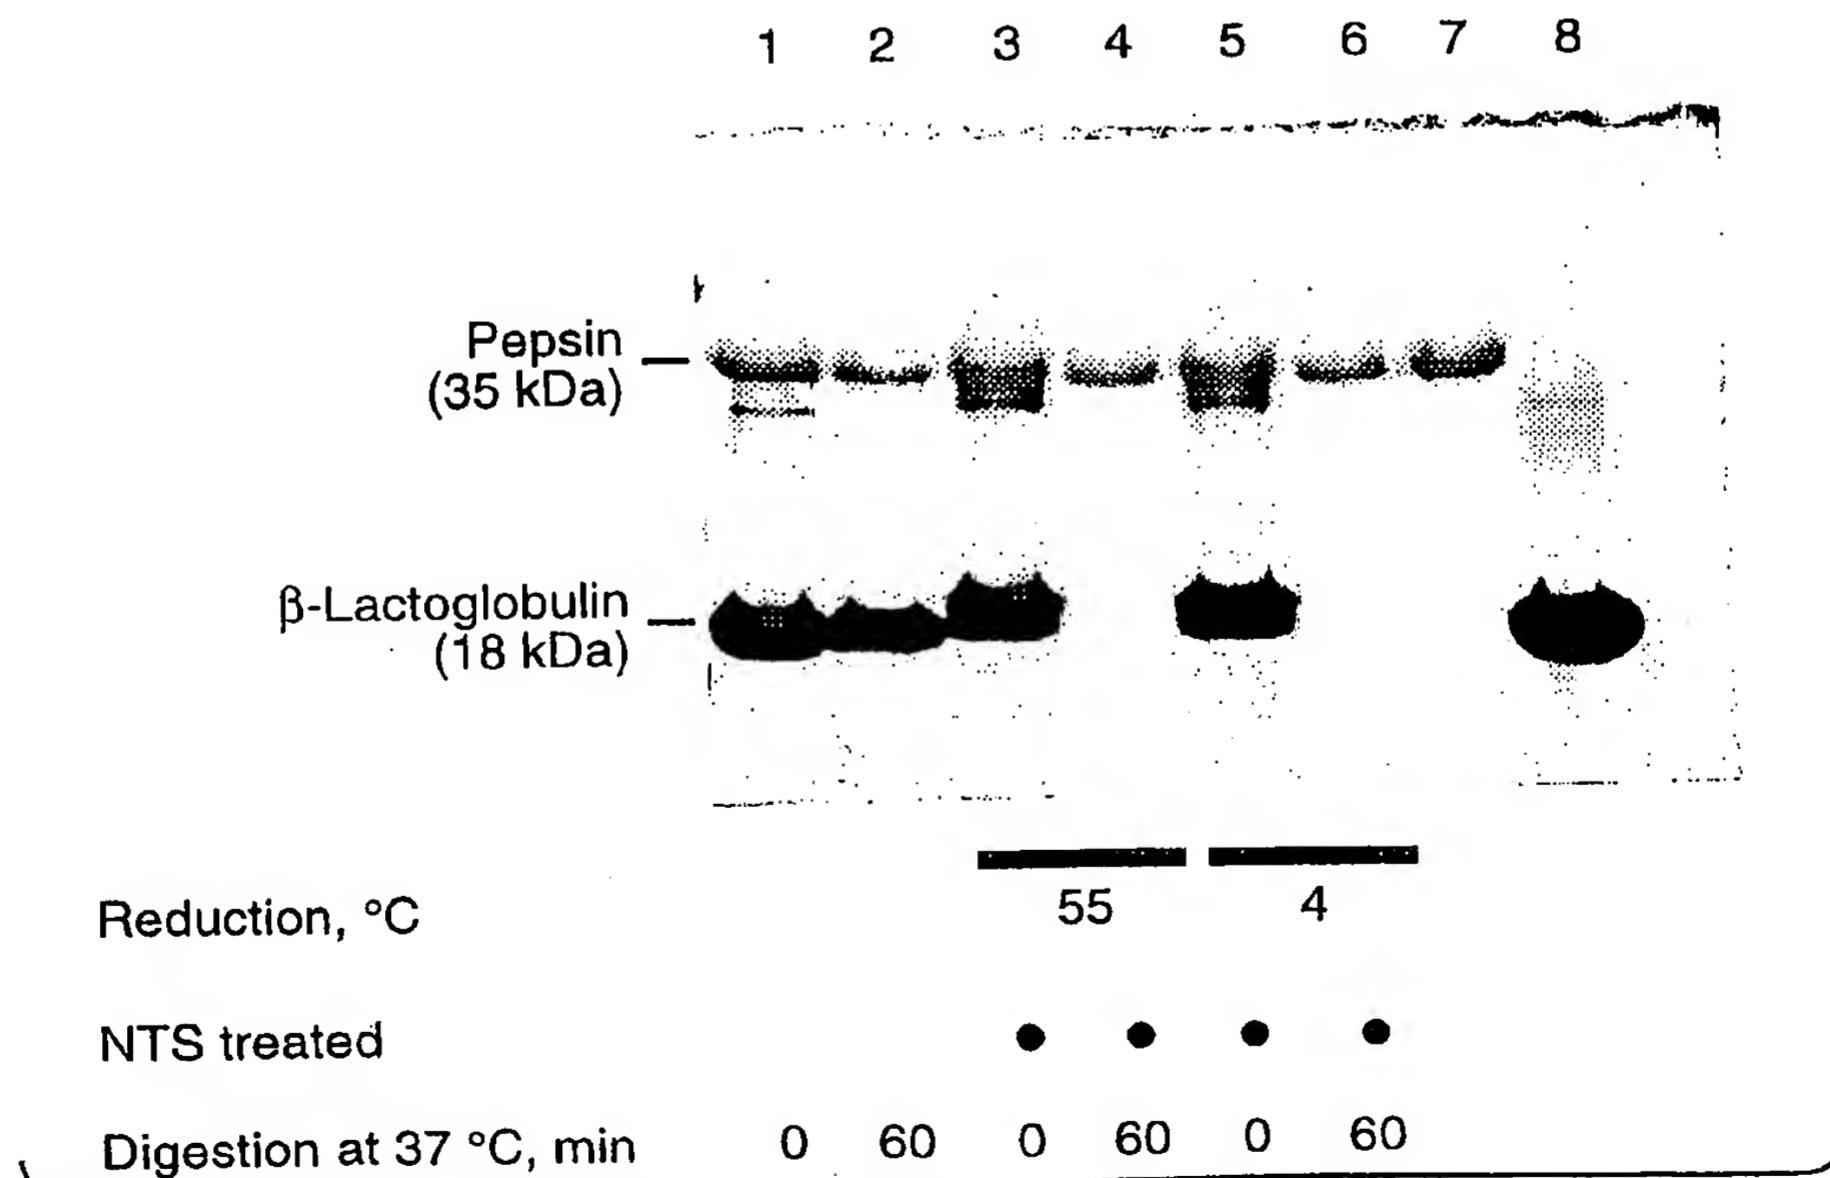 1 2 3 4 5 6 7 8
Pepsin
(35 kDa)
β-Lactoglobulin
(18 kDa)
55 4
Reduction, °C
NTS treated
Digestion at 37 °C, min 0 60 0 60 0 60